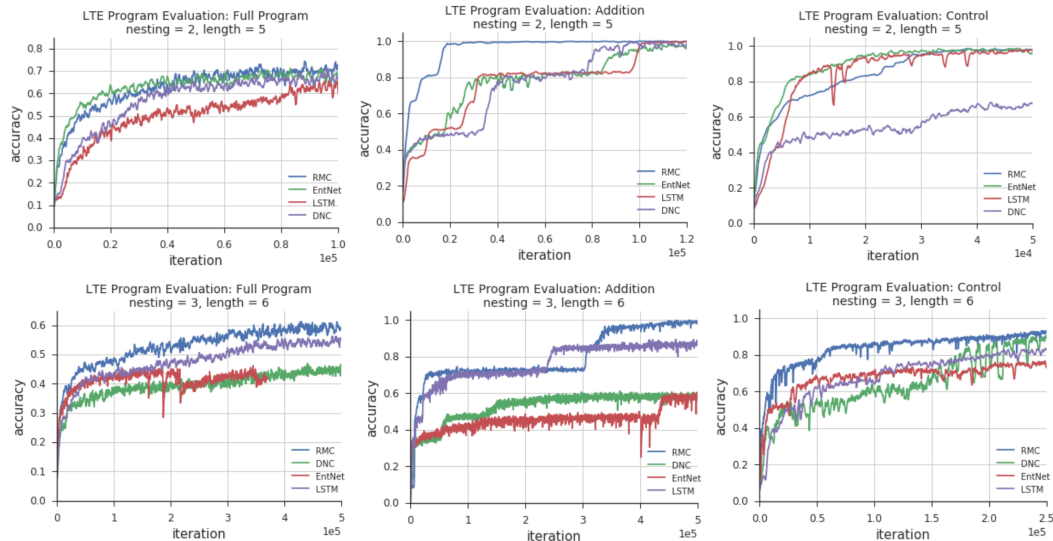 LTE Program Evaluation: Full Program
nesting = 2, length = 5
0.8
0.7
0.6
0.5
0.4
0.3
0.2
0.1
accuracy
RMC
EntNet
LSTM
DNC
0.0 0.2 0.4 0.6 0.8 1.0
1e5
iteration
LTE Program Evaluation: Addition
nesting = 2, length = 5
1.0
0.8
0.6
0.4
0.2
0.0
accuracy
RMC
EntNet
LSTM
DNC
0.0 0.2 0.4 0.6 0.8 1.0 1.2
1e5
iteration
LTE Program Evaluation: Control
nesting = 2, length = 5
1.0
0.8
0.6
0.4
0.2
0.0
accuracy
RMC
EntNet
LSTM
DNC
0 1 2 3 4 5
1e4
iteration
LTE Program Evaluation: Full Program
nesting = 3, length = 6
0.6
0.5
0.4
0.3
0.2
0.1
0.0
accuracy
RMC
DNC
EntNet
LSTM
0 1 2 3 4 5
1e5
iteration
LTE Program Evaluation: Addition
nesting = 3, length = 6
1.0
0.8
0.6
0.4
0.2
0.0
accuracy
RMC
DNC
EntNet
LSTM
0 1 2 3 4 5
1e5
iteration
LTE Program Evaluation: Control
nesting = 3, length = 6
1.0
0.8
0.6
0.4
0.2
0.0
accuracy
RMC
DNC
EntNet
LSTM
0.0 0.5 1.0 1.5 2.0 2.5
1e5
iteration